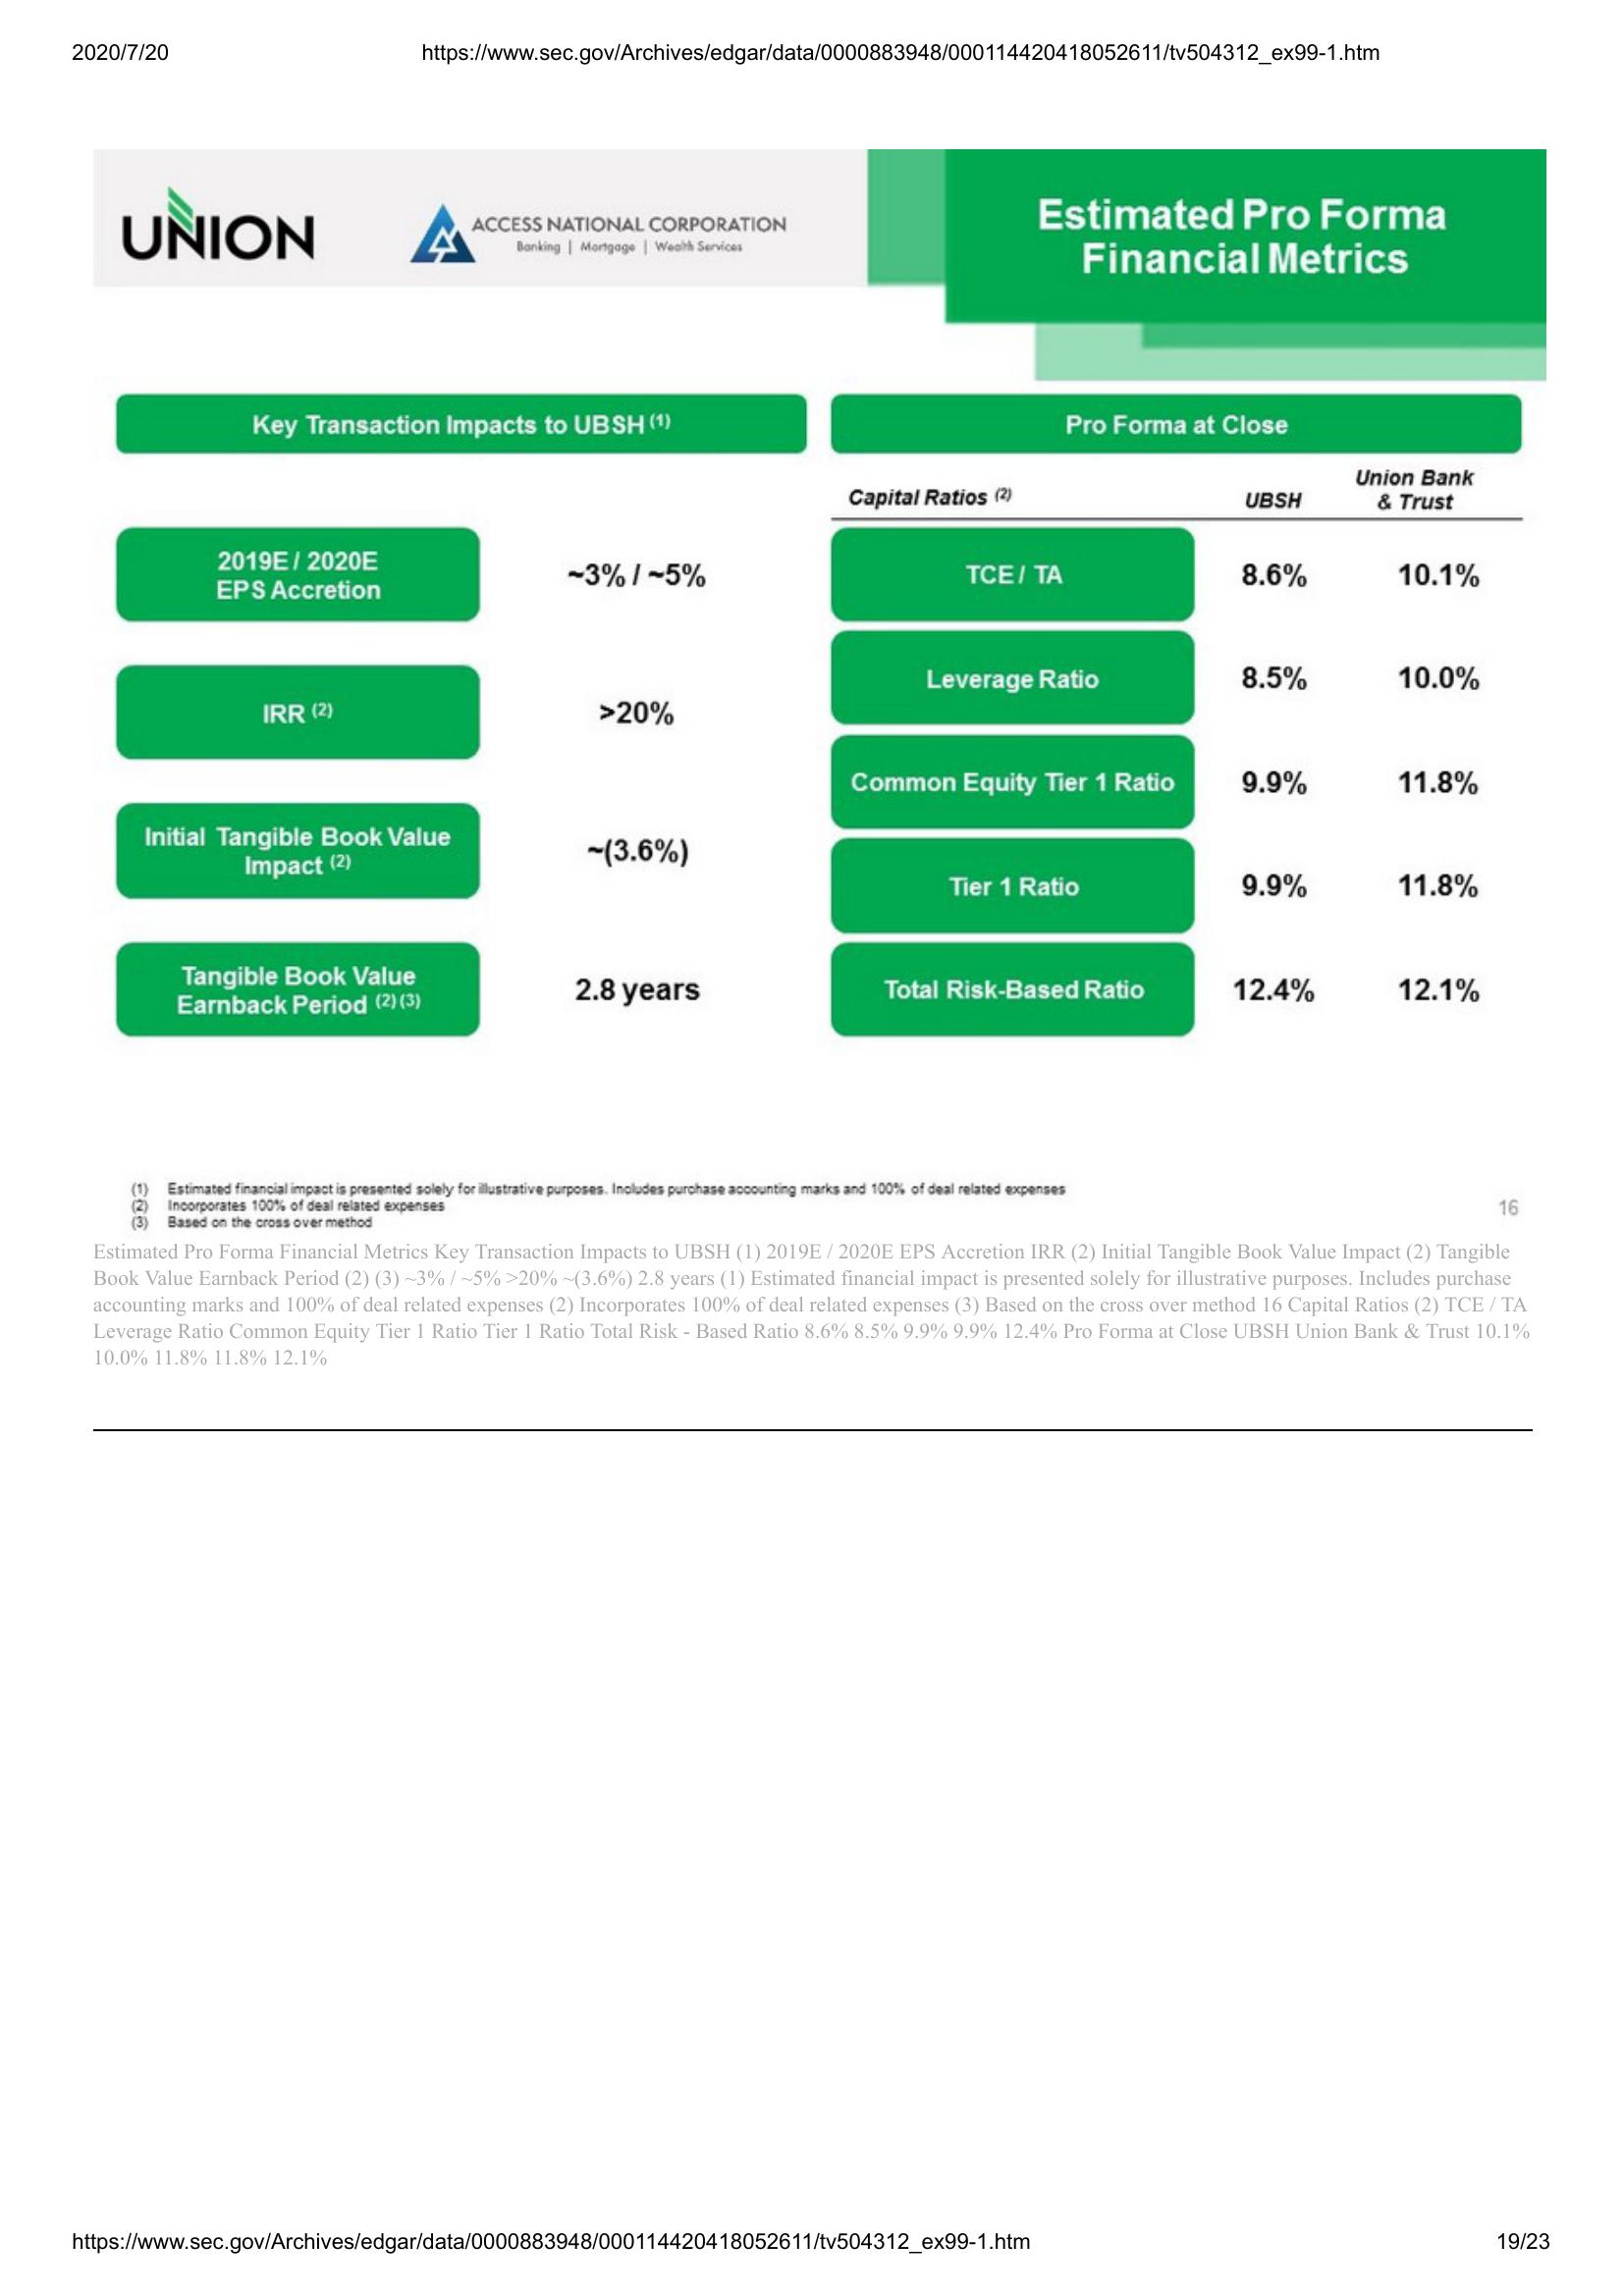 2020/7/20
https://www.sec.gov/Archives/edgar/data/0000883948/000114420418052611/tv504312_ex99-1.htm
UNION
ACCESS NATIONAL CORPORATION
Banking | Mortgage | Wealth Services
Estimated Pro Forma
Financial Metrics
Key Transaction Impacts to UBSH (1)
2019E / 2020E
EPS Accretion
~3% / ~5%
IRR (2)
>20%
Initial Tangible Book Value
Impact (2)
~(3.6%)
Tangible Book Value
Earnback Period (2) (3)
2.8 years
Pro Forma at Close
Capital Ratios (2)
UBSH
Union Bank
& Trust
TCE / TA 8.6% 10.1%
Leverage Ratio 8.5% 10.0%
Common Equity Tier 1 Ratio 9.9% 11.8%
Tier 1 Ratio 9.9% 11.8%
Total Risk-Based Ratio 12.4% 12.1%
(1) Estimated financial impact is presented solely for illustrative purposes. Includes purchase accounting marks and 100% of deal related expenses
(2) Incorporates 100% of deal related expenses
(3) Based on the cross over method
16
Estimated Pro Forma Financial Metrics Key Transaction Impacts to UBSH (1) 2019E / 2020E EPS Accretion IRR (2) Initial Tangible Book Value Impact (2) Tangible
Book Value Earnback Period (2) (3) ~3% / ~5% >20% ~(3.6%) 2.8 years (1) Estimated financial impact is presented solely for illustrative purposes. Includes purchase
accounting marks and 100% of deal related expenses (2) Incorporates 100% of deal related expenses (3) Based on the cross over method 16 Capital Ratios (2) TCE / TA
Leverage Ratio Common Equity Tier 1 Ratio Tier 1 Ratio Total Risk - Based Ratio 8.6% 8.5% 9.9% 9.9% 12.4% Pro Forma at Close UBSH Union Bank & Trust 10.1%
10.0% 11.8% 11.8% 12.1%
https://www.sec.gov/Archives/edgar/data/0000883948/000114420418052611/tv504312_ex99-1.htm
19/23